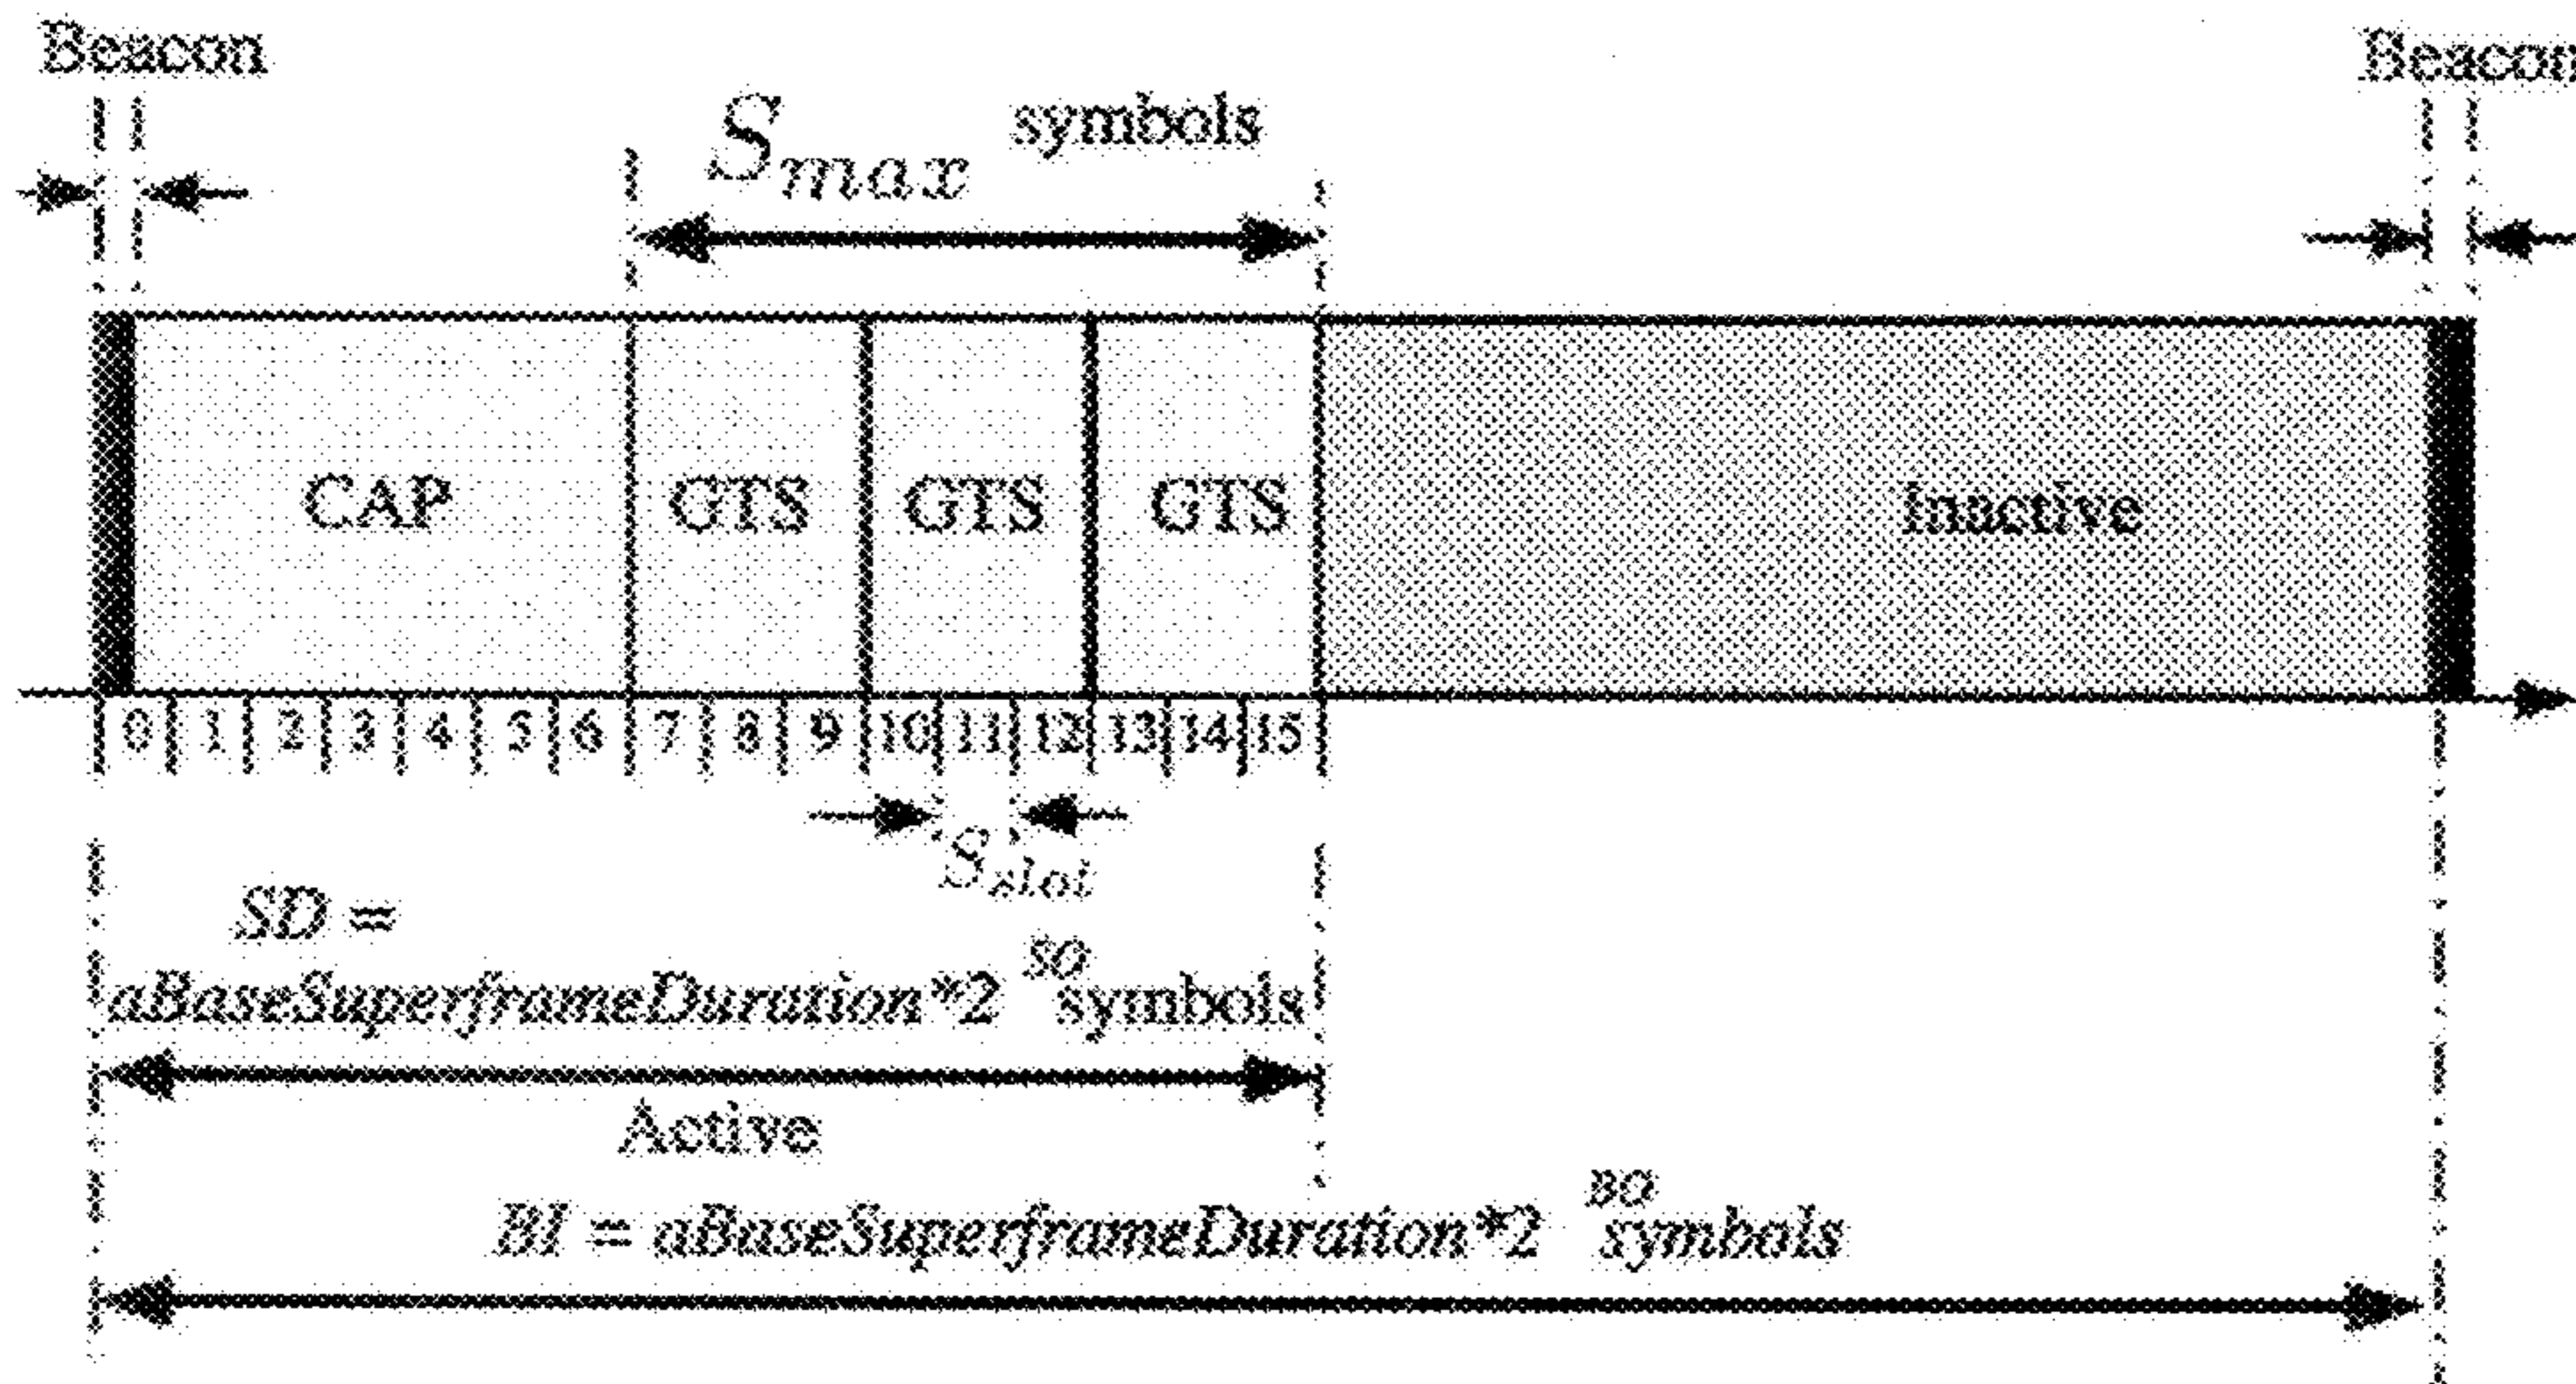 Beacon
Beacon
S_max symbols
CAP GTS GTS GTS Inactive
0 1 2 3 4 5 6 7 8 9 10 11 12 13 14 15
S_slot
SD =
aBaseSuperframeDuration*2^SO symbols
Active
BI = aBaseSuperframeDuration*2^BO symbols